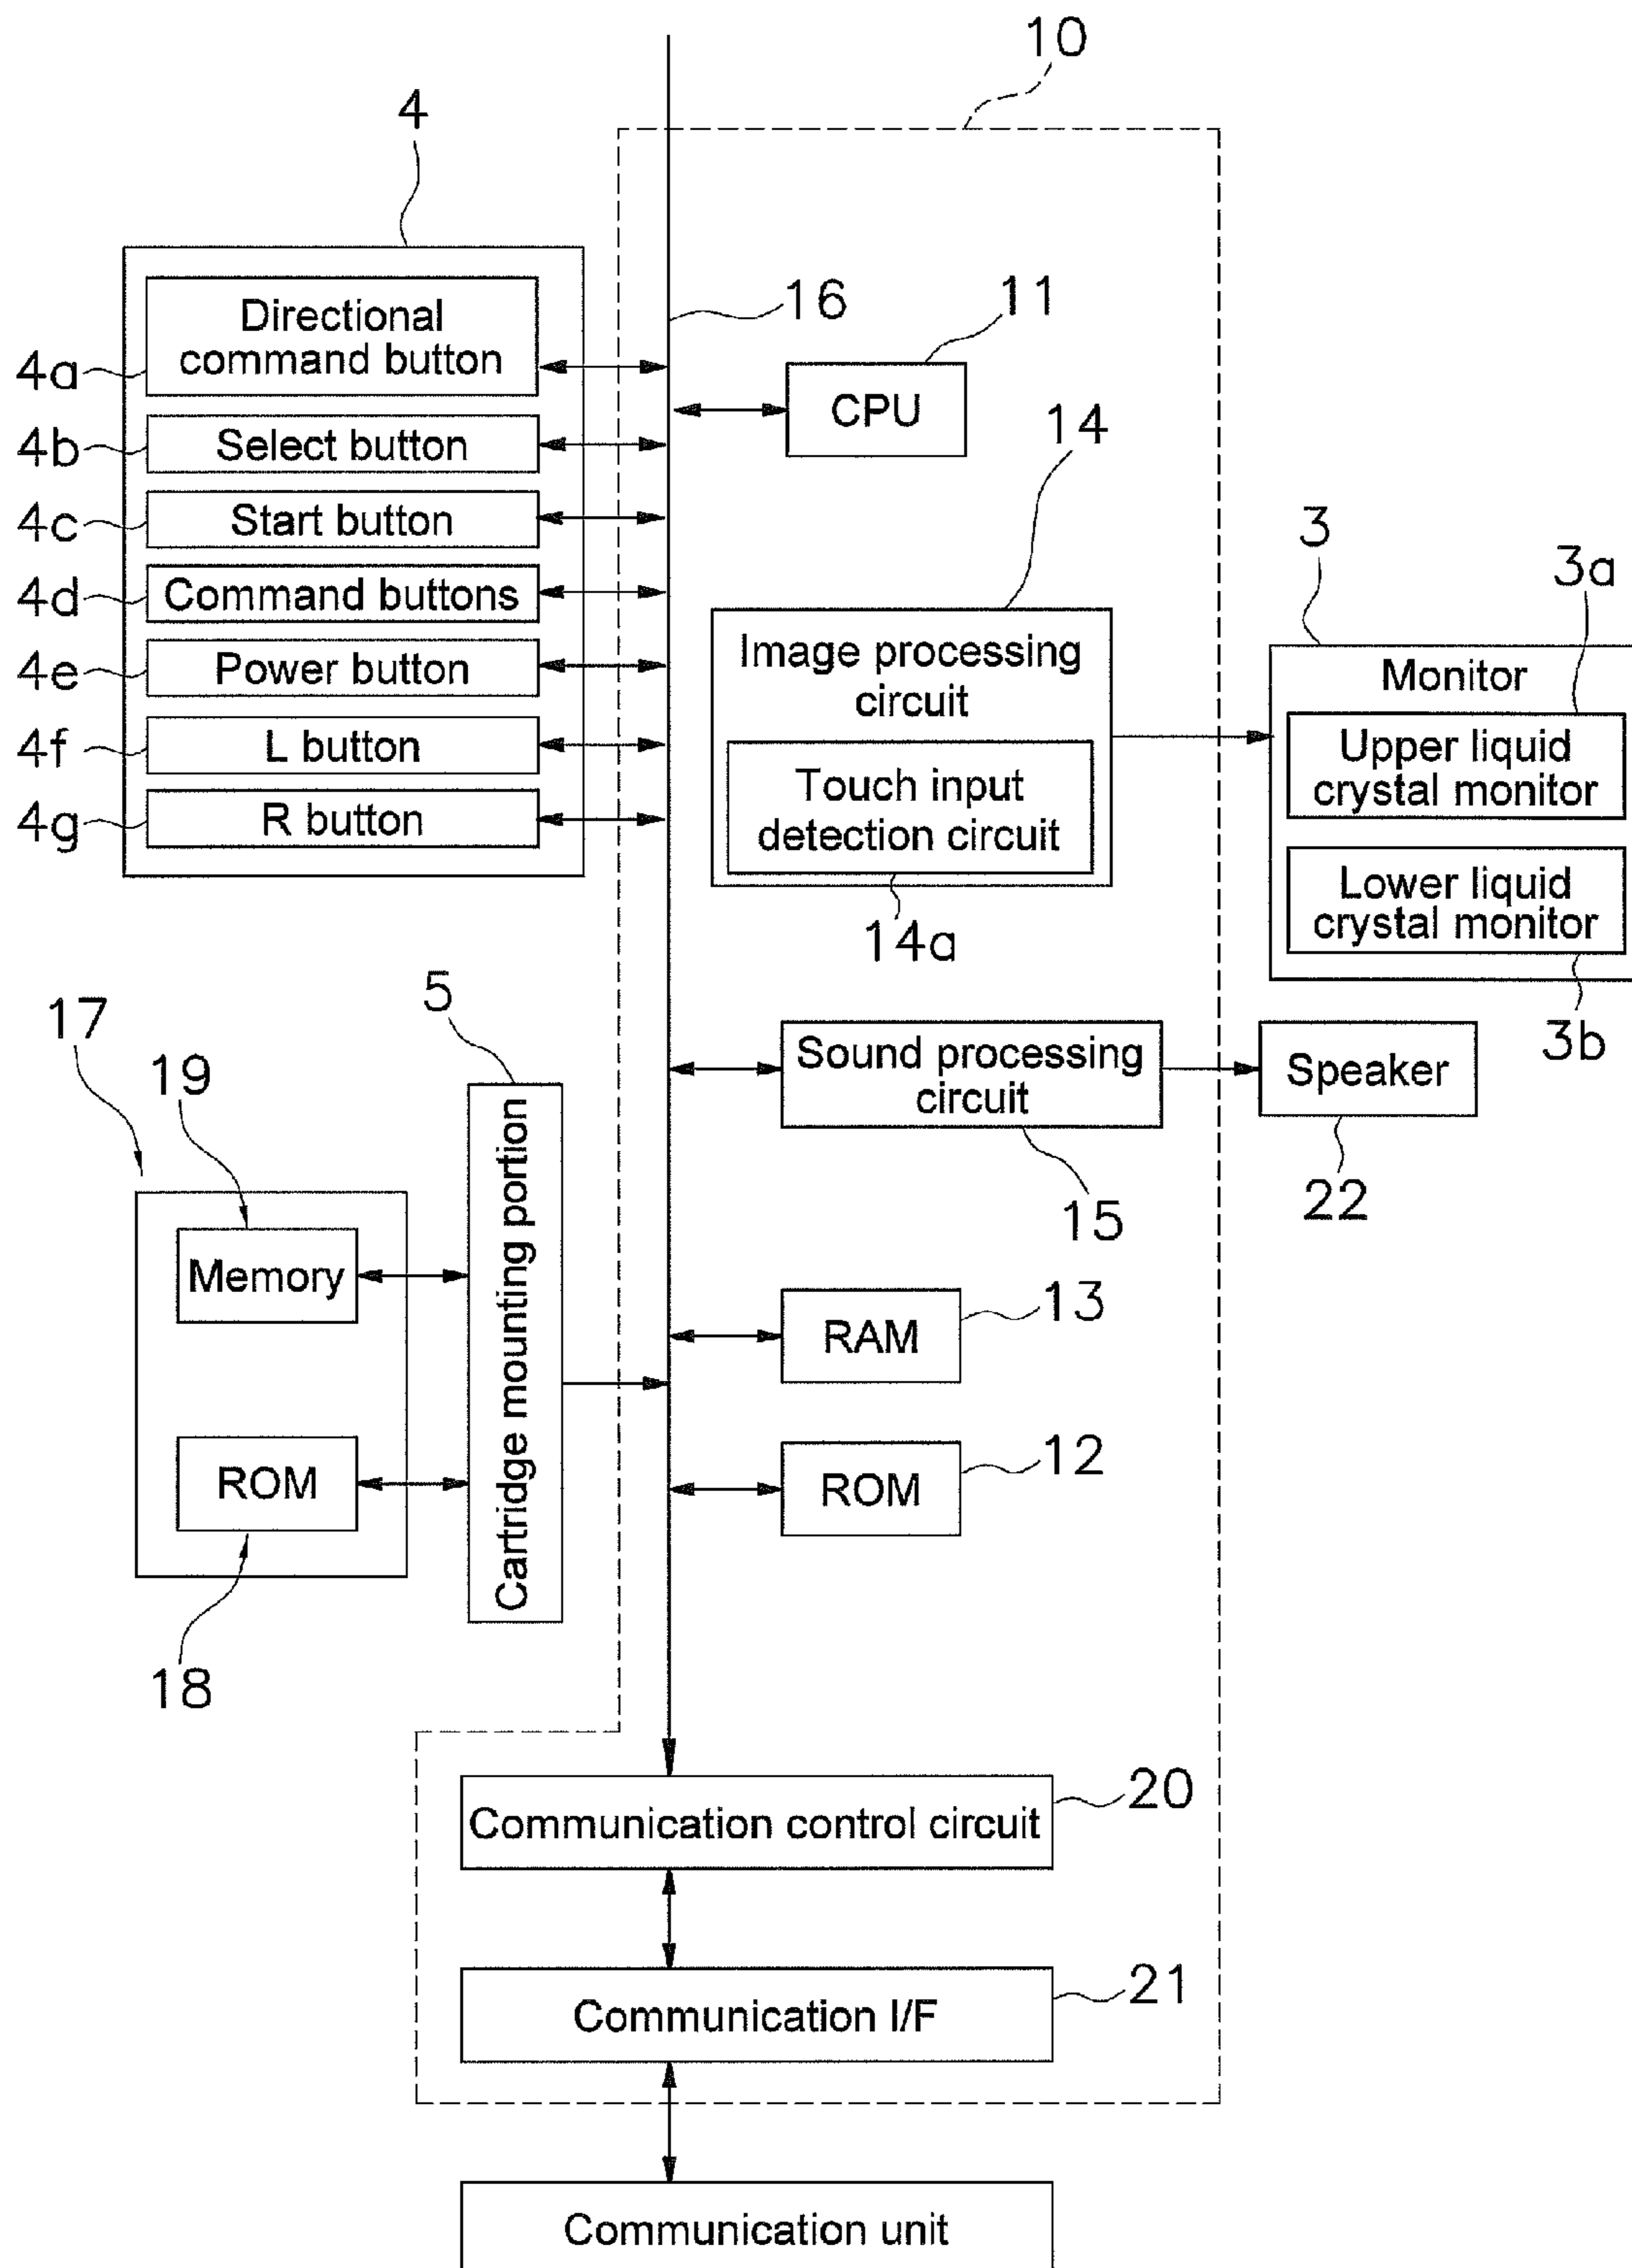 10
4
Directional
command button
4a
16
11
CPU
Select button
4b
14
Start button
4c
Command buttons
4d
Power button
4e
L button
4f
R button
4g
Image processing
circuit
Touch input
detection circuit
14a
3
3a
Monitor
Upper liquid
crystal monitor
Lower liquid
crystal monitor
3b
17
19
5
Memory
ROM
18
Cartridge mounting portion
Sound processing
circuit
15
Speaker
22
RAM
13
ROM
12
Communication control circuit
20
Communication I/F
21
Communication unit